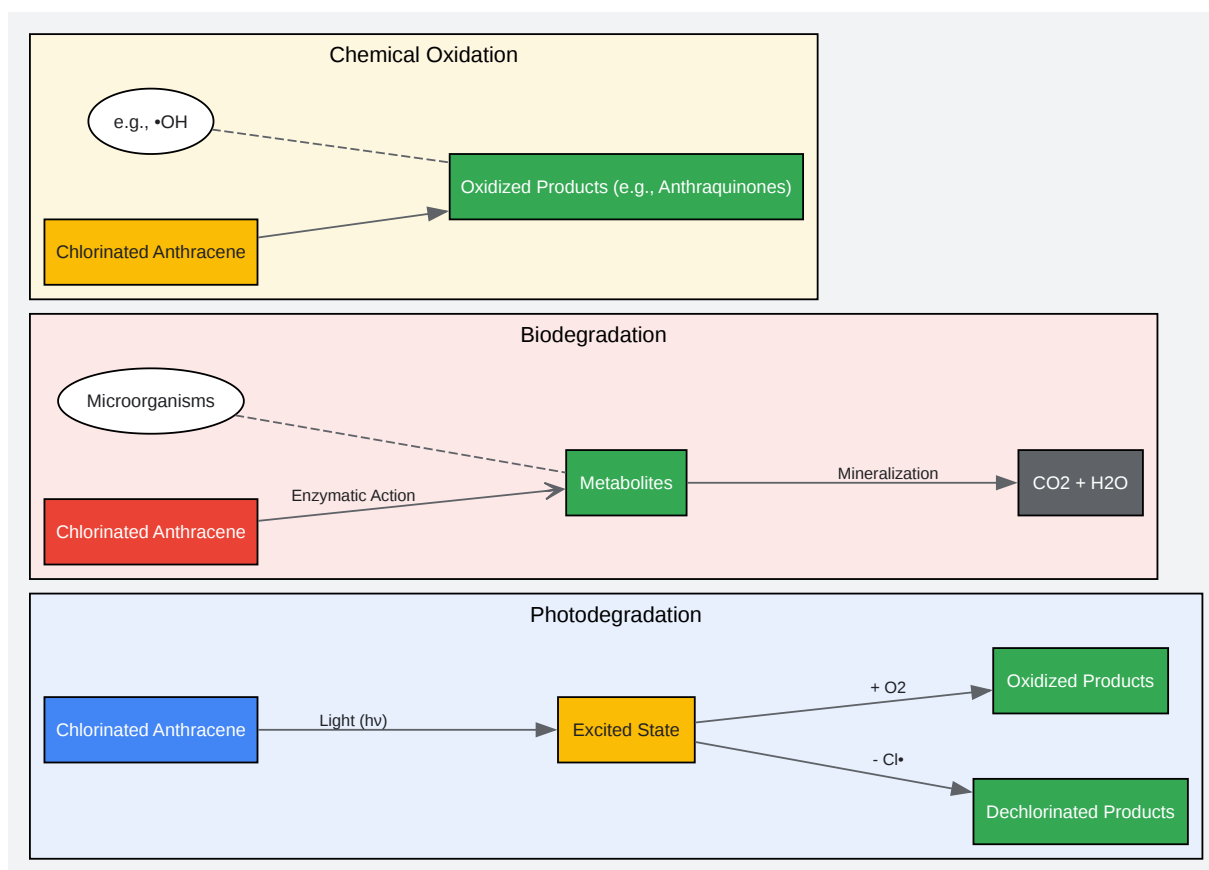 Chemical Oxidation
e.g., •OH
Oxidized Products (e.g., Anthraquinones)
Chlorinated Anthracene
Biodegradation
Microorganisms
Enzymatic Action
Chlorinated Anthracene
Metabolites
Mineralization
CO2 + H2O
Photodegradation
Chlorinated Anthracene
Light (hν)
Excited State
+ O2
Oxidized Products
- Cl•
Dechlorinated Products